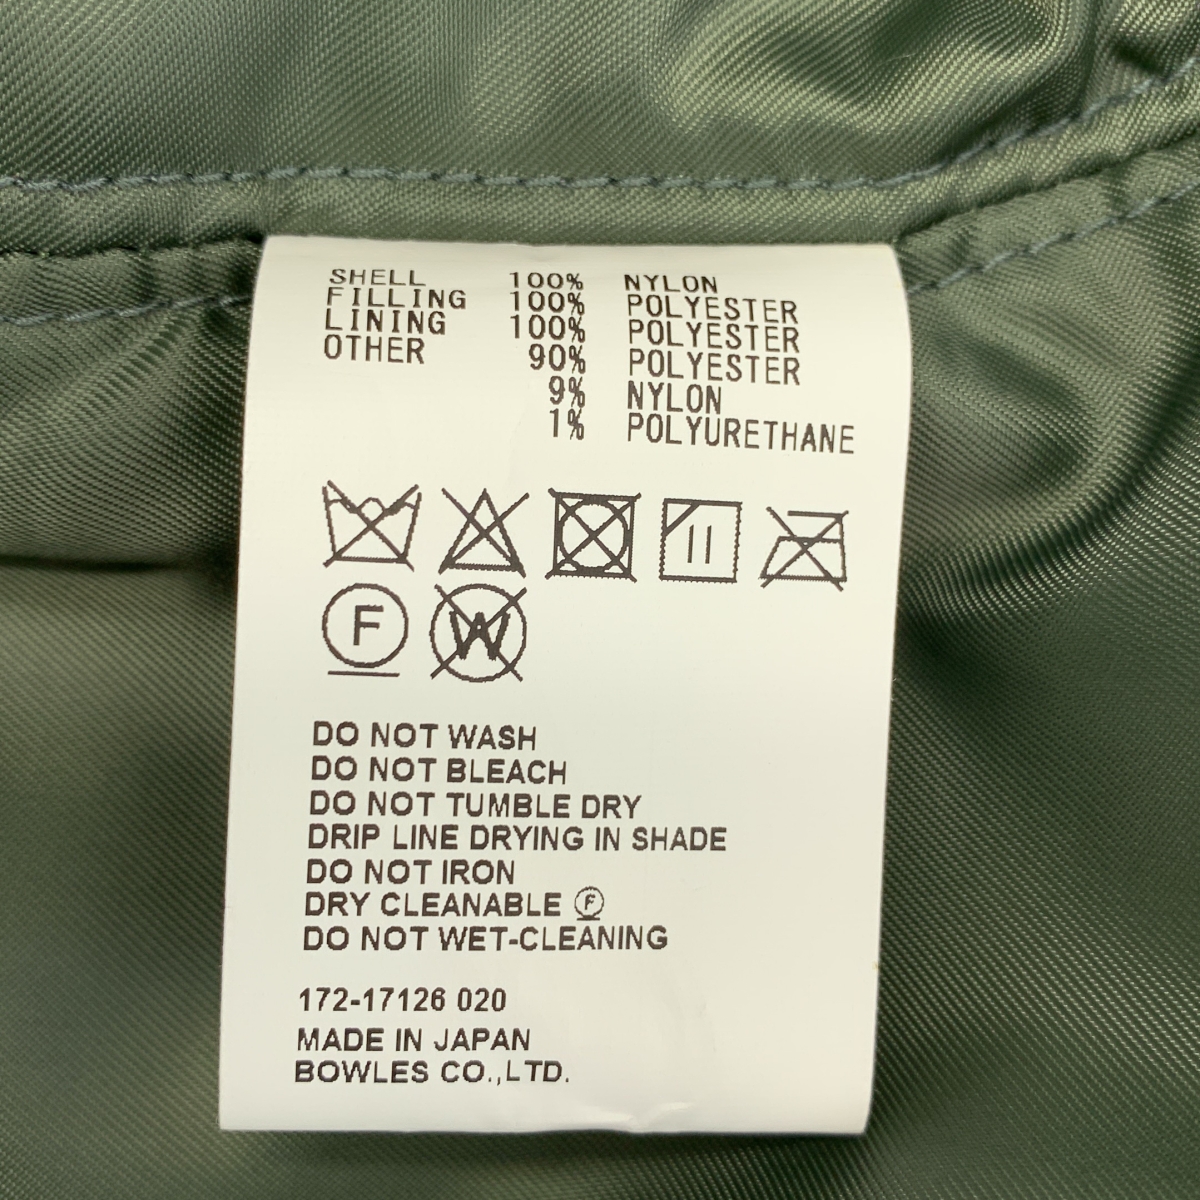 SHELL 100% NYLON
FILLING 100% POLYESTER
LINING 100% POLYESTER
OTHER 90% POLYESTER
9% NYLON
1% POLYURETHANE
F W
DO NOT WASH
DO NOT BLEACH
DO NOT TUMBLE DRY
DRIP LINE DRYING IN SHADE
DO NOT IRON
DRY CLEANABLE Ⓕ
DO NOT WET-CLEANING
172-17126 020
MADE IN JAPAN
BOWLES CO.,LTD.